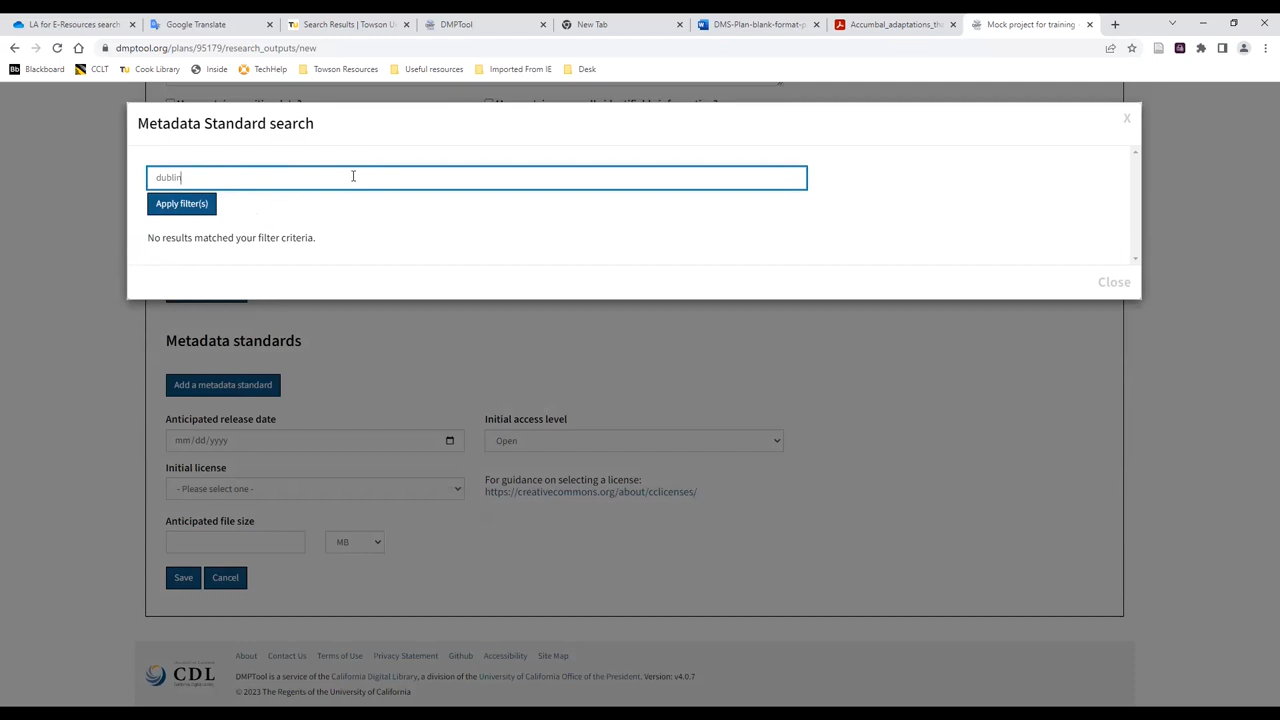 LA for E-Resources search
Google Translate
Search Results | Towson U
DMPTool
New Tab
DMS-Plan-blank-format-p
Accumbal_adaptations_th
Mock project for training
dmptool.org/plans/95179/research_outputs/new
Bb Blackboard
CCLT
TU Cook Library
Inside
TechHelp
Towson Resources
Useful resources
Imported From IE
Desk
Metadata Standard search
X
dublin
Apply filter(s)
No results matched your filter criteria.
Close
Metadata standards
Add a metadata standard
Anticipated release date
Initial access level
mm/dd/yyyy
Open
Initial license
- Please select one -
For guidance on selecting a license:
https://creativecommons.org/about/cclicenses/
Anticipated file size
MB
Save
Cancel
About
Contact Us
Terms of Use
Privacy Statement
Github
Accessibility
Site Map
CDL
DMPTool is a service of the California Digital Library, a division of the University of California Office of the President. Version: v4.0.7
© 2023 The Regents of the University of California